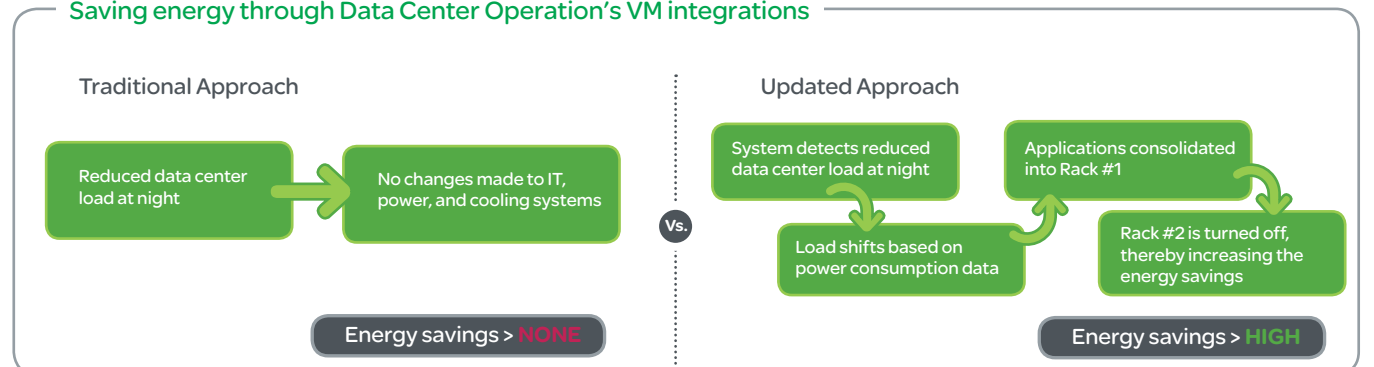 Saving energy through Data Center Operation's VM integrations
Traditional Approach
Reduced data center
load at night
No changes made to IT,
power, and cooling systems
Energy savings > NONE
Vs.
Updated Approach
System detects reduced
data center load at night
Load shifts based on
power consumption data
Applications consolidated
into Rack #1
Rack #2 is turned off,
thereby increasing the
energy savings
Energy savings > HIGH